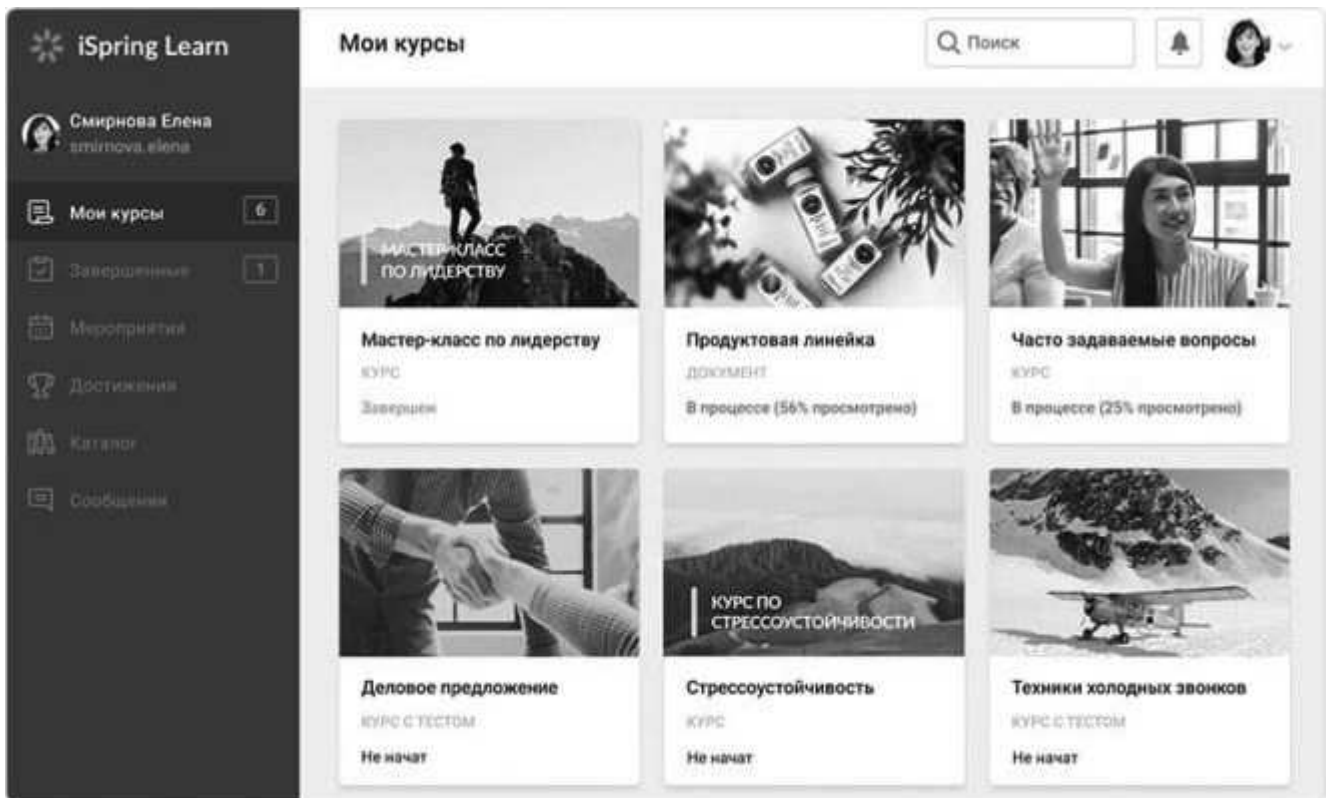 iSpring Learn
Смирнова Елена
smirnova.elena
Мои курсы 6
Завершенные 1
Мероприятия
Достижения
Каталог
Сообщения
Мои курсы
Поиск
МАСТЕР-КЛАСС
ПО ЛИДЕРСТВУ
Мастер-класс по лидерству
КУРС
Завершен
Продуктовая линейка
ДОКУМЕНТ
В процессе (56% просмотрено)
Часто задаваемые вопросы
КУРС
В процессе (25% просмотрено)
Деловое предложение
КУРС С ТЕСТОМ
Не начат
КУРС ПО
СТРЕССОУСТОЙЧИВОСТИ
Стрессоустойчивость
КУРС
Не начат
Техники холодных звонков
КУРС С ТЕСТОМ
Не начат